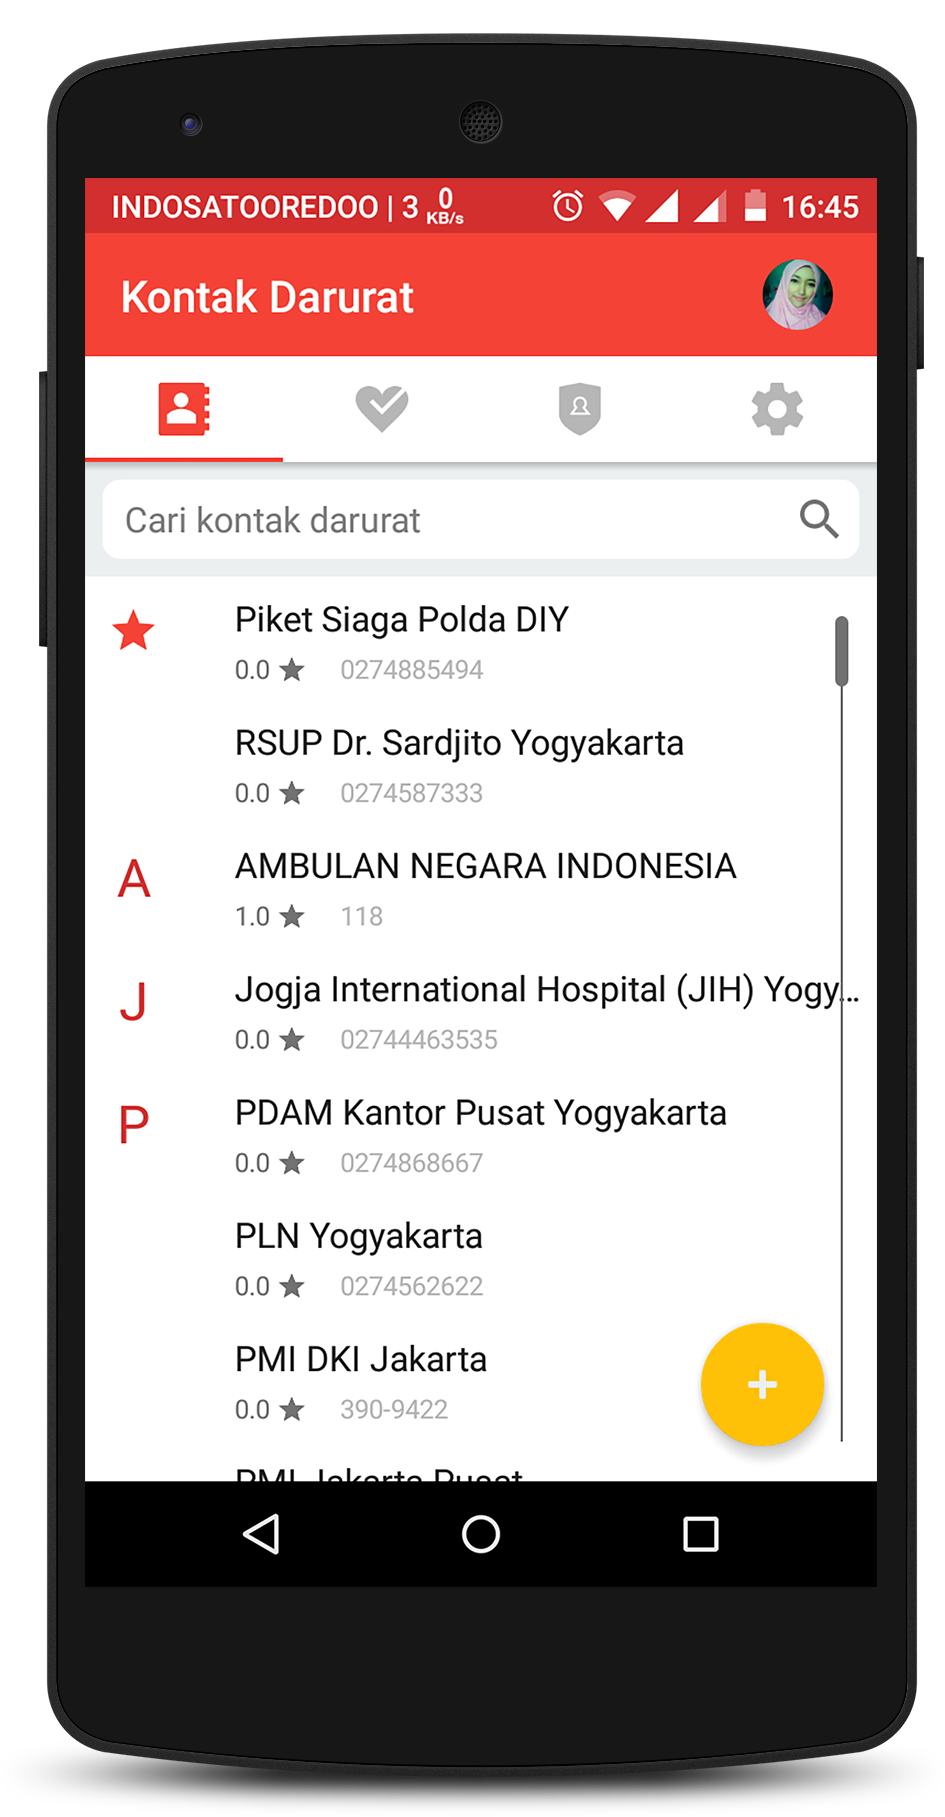 INDOSATOOREDOO | 3 0 KB/s 16:45
Kontak Darurat
Cari kontak darurat
Piket Siaga Polda DIY
0.0 0274885494
RSUP Dr. Sardjito Yogyakarta
0.0 0274587333
A AMBULAN NEGARA INDONESIA
1.0 118
J Jogja International Hospital (JIH) Yogy...
0.0 02744463535
P PDAM Kantor Pusat Yogyakarta
0.0 0274868667
PLN Yogyakarta
0.0 0274562622
PMI DKI Jakarta
0.0 390-9422
PMI Jakarta Pusat